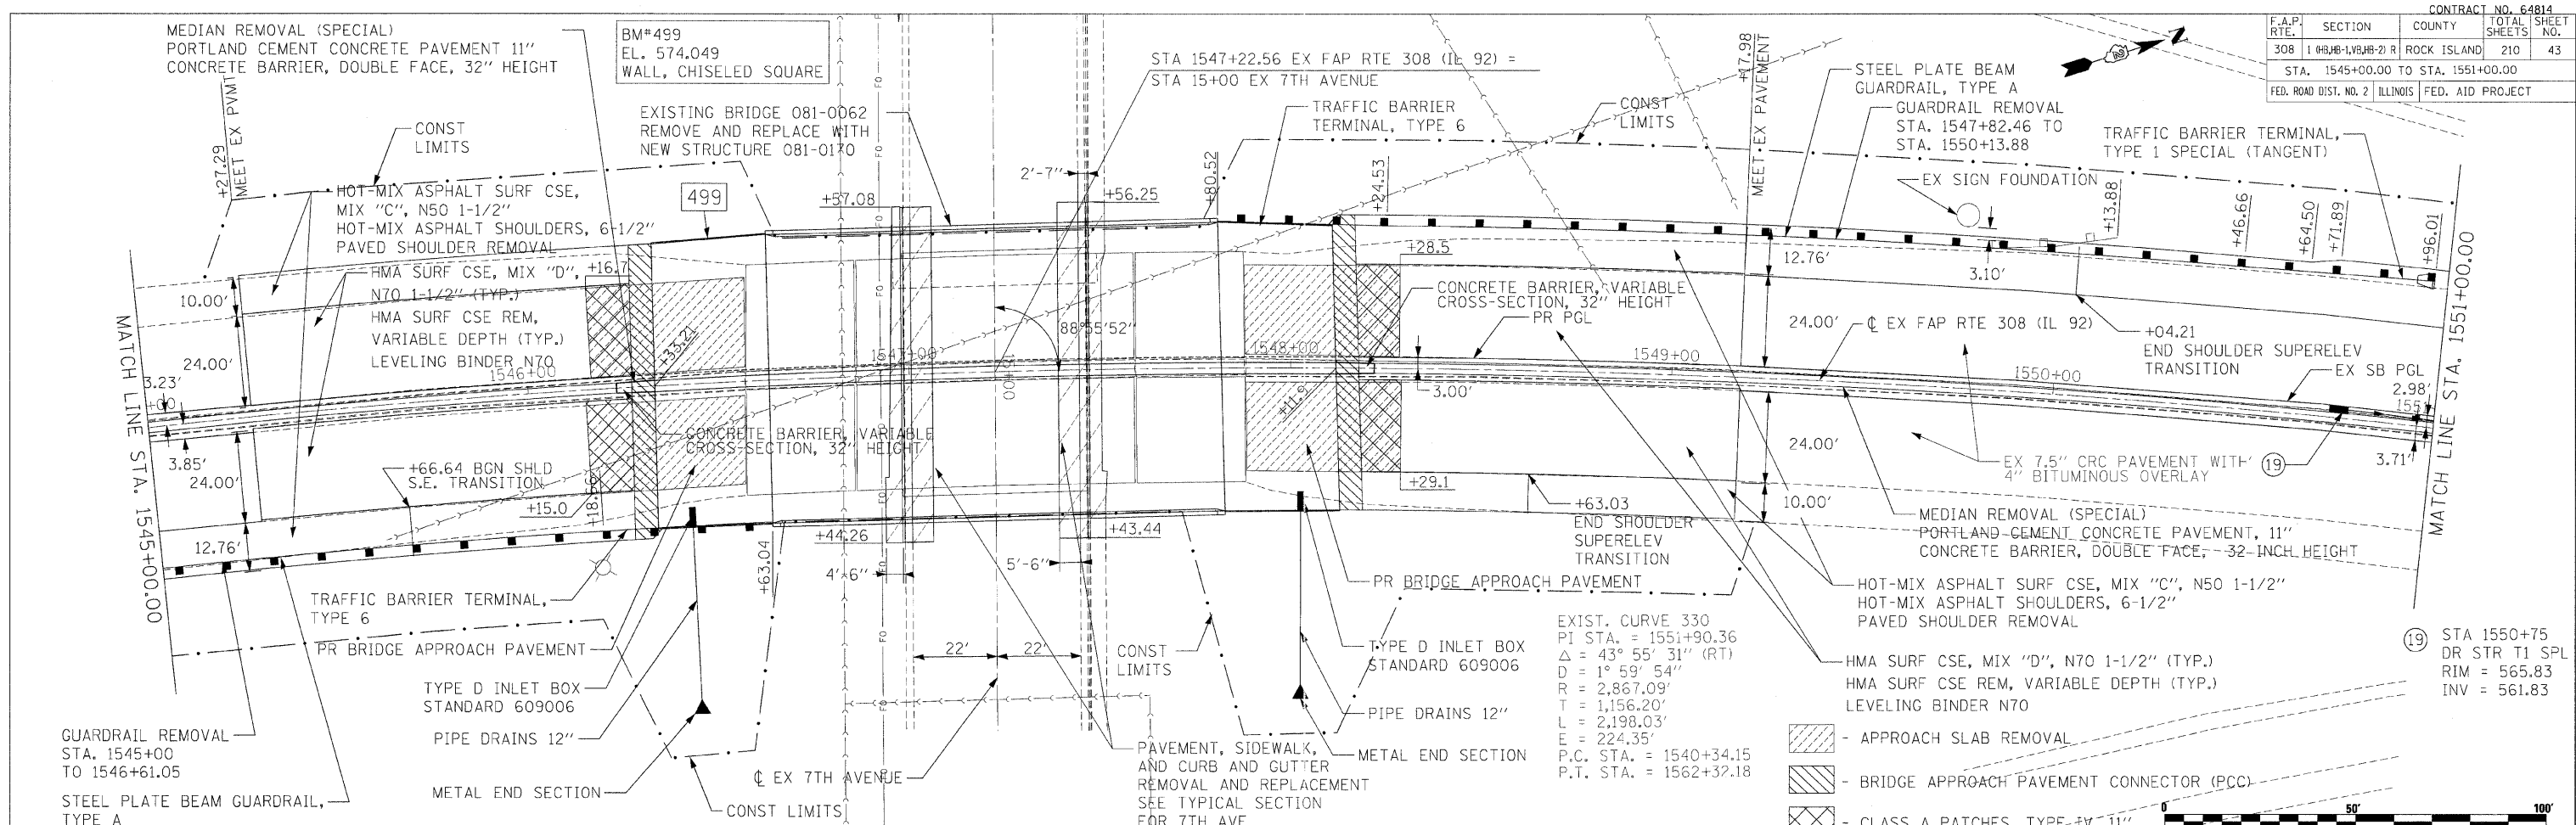 CONTRACT NO. 64814
F.A.P. RTE.
SECTION
COUNTY
TOTAL SHEETS
SHEET NO.
308
1 (HB,HB-1,VB,HB-2) R
ROCK ISLAND
210
43
STA. 1545+00.00 TO STA. 1551+00.00
FED. ROAD DIST. NO. 2
ILLINOIS
FED. AID PROJECT
MEDIAN REMOVAL (SPECIAL)
PORTLAND CEMENT CONCRETE PAVEMENT 11"
CONCRETE BARRIER, DOUBLE FACE, 32" HEIGHT
BM#499
EL. 574.049
WALL, CHISELED SQUARE
EXISTING BRIDGE 081-0062
REMOVE AND REPLACE WITH
NEW STRUCTURE 081-0170
STA 1547+22.56 EX FAP RTE 308 (IL 92) =
STA 15+00 EX 7TH AVENUE
TRAFFIC BARRIER
TERMINAL, TYPE 6
CONST
LIMITS
+17.98
MEET EX PAVEMENT
STEEL PLATE BEAM
GUARDRAIL, TYPE A
GUARDRAIL REMOVAL
STA. 1547+82.46 TO
STA. 1550+13.88
TRAFFIC BARRIER TERMINAL,
TYPE 1 SPECIAL (TANGENT)
EX SIGN FOUNDATION
+27.29
MEET EX PVMT
CONST
LIMITS
HOT-MIX ASPHALT SURF CSE,
MIX "C", N50 1-1/2"
HOT-MIX ASPHALT SHOULDERS, 6-1/2"
PAVED SHOULDER REMOVAL
499
+57.08
2'-7"
+56.25
+80.52
+24.53
+28.5
12.76'
3.10'
+13.88
+46.66
+64.50
+71.89
+96.01
HMA SURF CSE, MIX "D",
N70 1-1/2" (TYP.)
HMA SURF CSE REM,
VARIABLE DEPTH (TYP.)
LEVELING BINDER N70
+16.7
10.00'
24.00'
3.23'
+00
3.85'
24.00'
12.76'
MATCH LINE STA. 1545+00.00
1546+00
+33.21
1547+00
15+00
88°55'52"
1548+00
CONCRETE BARRIER, VARIABLE
CROSS-SECTION, 32" HEIGHT
PR PGL
1549+00
24.00'
℄ EX FAP RTE 308 (IL 92)
+04.21
END SHOULDER SUPERELEV
TRANSITION
1550+00
EX SB PGL
2.98'
MATCH LINE STA. 1551+00.00
3.00'
+11.9
CONCRETE BARRIER, VARIABLE
CROSS-SECTION, 32" HEIGHT
+66.64 BGN SHLD
S.E. TRANSITION
+15.0
+18.56
+44.26
+43.44
+29.1
24.00'
EX 7.5" CRC PAVEMENT WITH
4" BITUMINOUS OVERLAY
19
3.71'
+63.03
END SHOULDER
SUPERELEV
TRANSITION
10.00'
MEDIAN REMOVAL (SPECIAL)
PORTLAND CEMENT CONCRETE PAVEMENT, 11"
CONCRETE BARRIER, DOUBLE FACE, 32 INCH HEIGHT
+63.04
4'-6"
5'-6"
PR BRIDGE APPROACH PAVEMENT
HOT-MIX ASPHALT SURF CSE, MIX "C", N50 1-1/2"
HOT-MIX ASPHALT SHOULDERS, 6-1/2"
PAVED SHOULDER REMOVAL
TRAFFIC BARRIER TERMINAL,
TYPE 6
PR BRIDGE APPROACH PAVEMENT
22'
22'
CONST
LIMITS
TYPE D INLET BOX
STANDARD 609006
EXIST. CURVE 330
PI STA. = 1551+90.36
Δ = 43° 55' 31" (RT)
D = 1° 59' 54"
R = 2,867.09'
T = 1,156.20'
L = 2,198.03'
E = 224.35'
P.C. STA. = 1540+34.15
P.T. STA. = 1562+32.18
HMA SURF CSE, MIX "D", N70 1-1/2" (TYP.)
HMA SURF CSE REM, VARIABLE DEPTH (TYP.)
LEVELING BINDER N70
19
STA 1550+75
DR STR T1 SPL
RIM = 565.83
INV = 561.83
TYPE D INLET BOX
STANDARD 609006
PIPE DRAINS 12"
PIPE DRAINS 12"
METAL END SECTION
GUARDRAIL REMOVAL
STA. 1545+00
TO 1546+61.05
STEEL PLATE BEAM GUARDRAIL,
TYPE A
METAL END SECTION
CONST LIMITS
℄ EX 7TH AVENUE
PAVEMENT, SIDEWALK,
AND CURB AND GUTTER
REMOVAL AND REPLACEMENT
SEE TYPICAL SECTION
FOR 7TH AVE
- APPROACH SLAB REMOVAL
- BRIDGE APPROACH PAVEMENT CONNECTOR (PCC)
- CLASS A PATCHES, TYPE IV, 11"
0 50' 100'